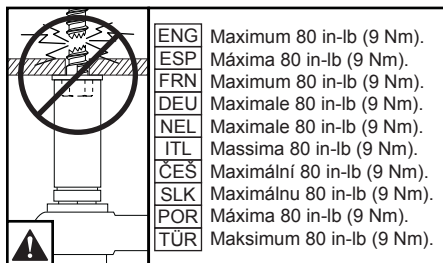 ENG Maximum 80 in-lb (9 Nm).
ESP Máxima 80 in-lb (9 Nm).
FRN Maximum 80 in-lb (9 Nm).
DEU Maximale 80 in-lb (9 Nm).
NEL Maximale 80 in-lb (9 Nm).
ITL Massima 80 in-lb (9 Nm).
ČEŠ Maximální 80 in-lb (9 Nm).
SLK Maximálnu 80 in-lb (9 Nm).
POR Máxima 80 in-lb (9 Nm).
TÜR Maksimum 80 in-lb (9 Nm).